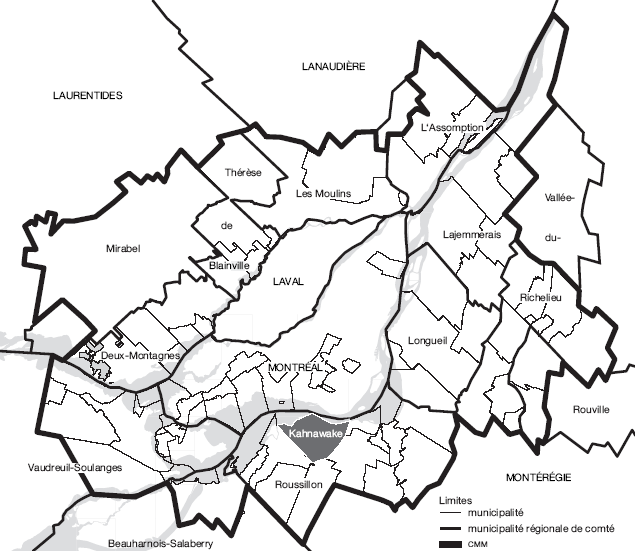 LANAUDIÈRE
LAURENTIDES
L'Assomption
Thérèse
Les Moulins
Vallée-
de
Lajemmerais
du-
Mirabel
Blainville
LAVAL
Richelieu
Longueil
Deux-Montagnes
MONTRÉAL
Rouville
Kahnawake
Vaudreuil-Soulanges
MONTÉRÉGIE
Roussillon
Limites
municipalité
municipalité régionale de comté
CMM
Beauharnois-Salaberry